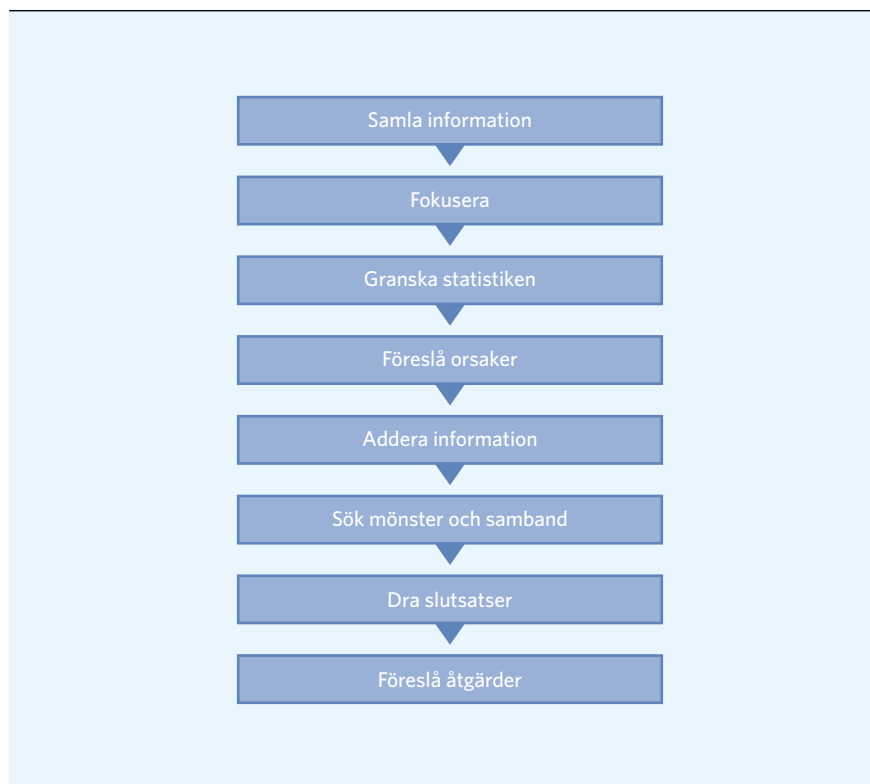 Samla information
Fokusera
Granska statistiken
Föreslå orsaker
Addera information
Sök mönster och samband
Dra slutsatser
Föreslå åtgärder